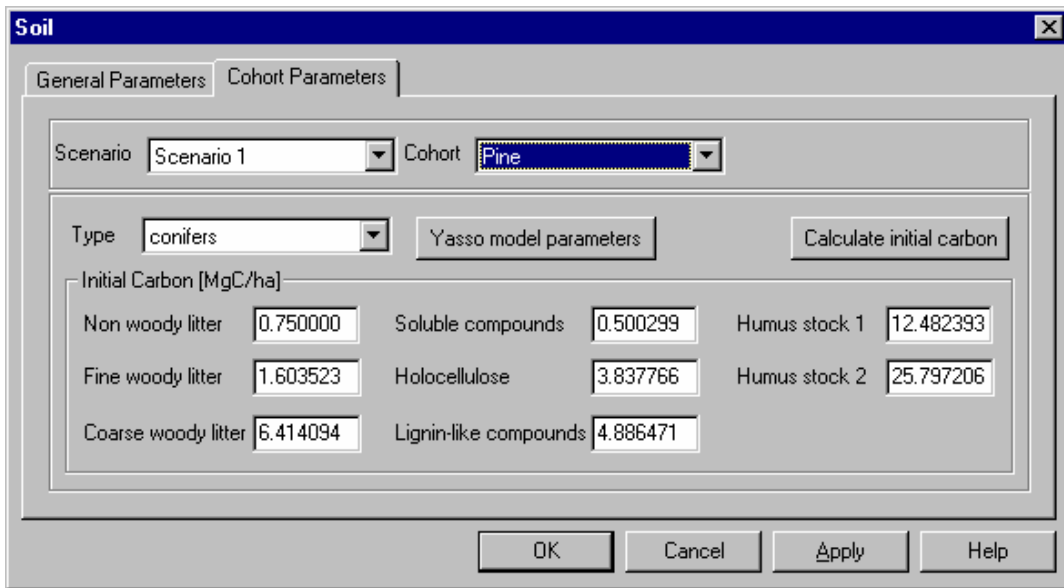 Soil
General Parameters Cohort Parameters
Scenario Scenario 1 Cohort Pine
Type conifers Yasso model parameters Calculate initial carbon
Initial Carbon [MgC/ha]
Non woody litter 0.750000 Soluble compounds 0.500299 Humus stock 1 12.482393
Fine woody litter 1.603523 Holocellulose 3.837766 Humus stock 2 25.797206
Coarse woody litter 6.414094 Lignin-like compounds 4.886471
OK Cancel Apply Help